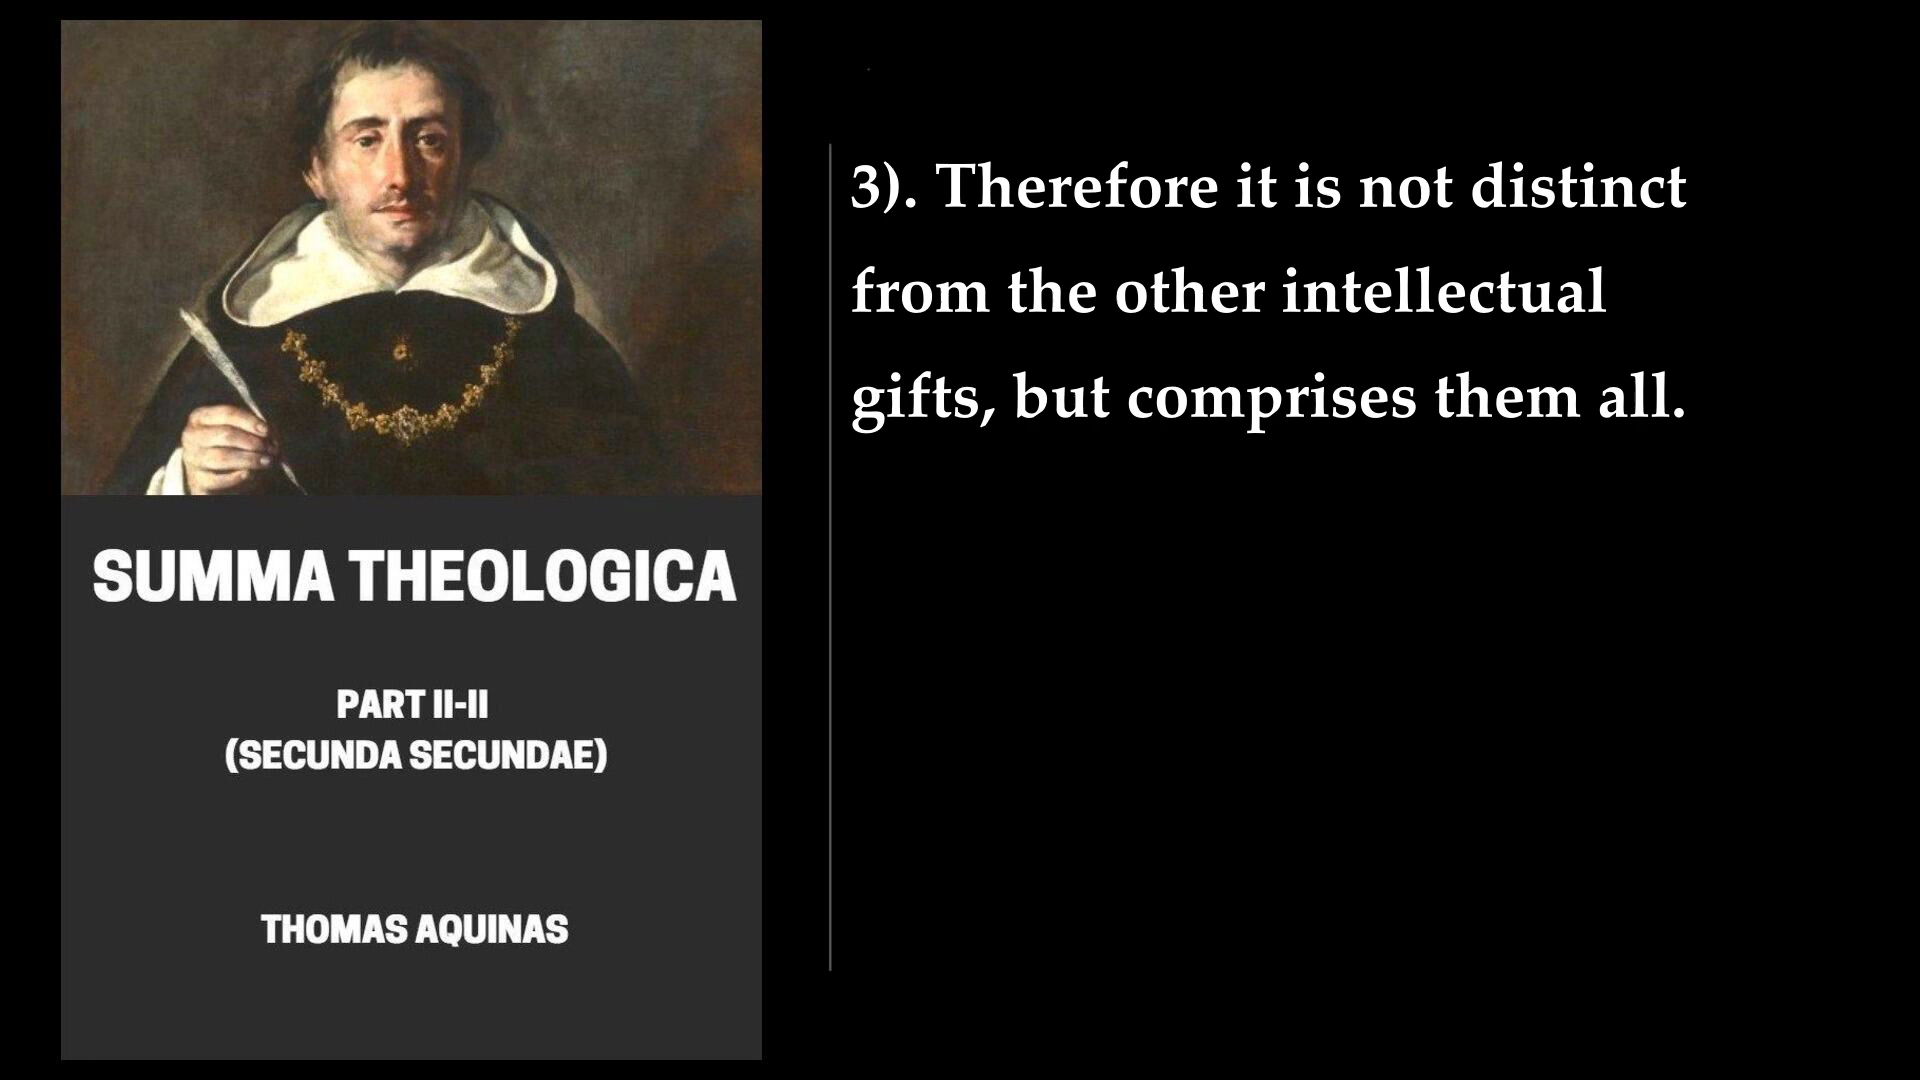 SUMMA THEOLOGICA
PART II-II
(SECUNDA SECUNDAE)
THOMAS AQUINAS
3). Therefore it is not distinct
from the other intellectual
gifts, but comprises them all.